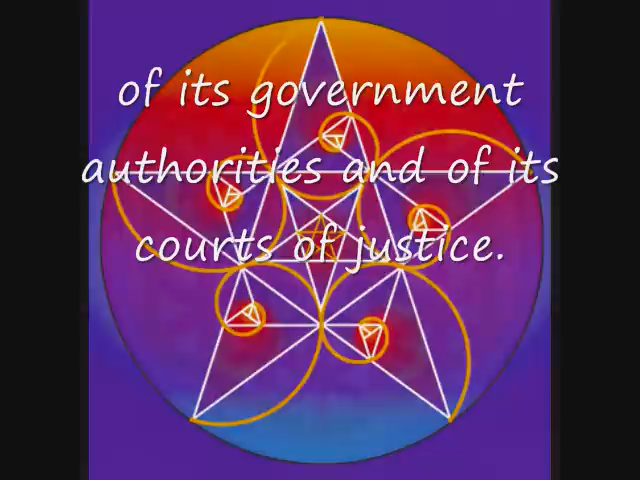 of its government
authorities and of its
courts of justice.